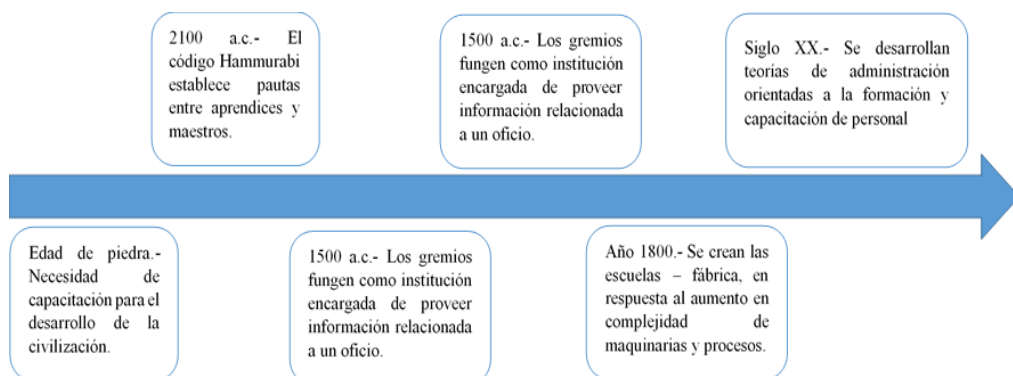 2100 a.c.- El
código Hammurabi
establece pautas
entre aprendices y
maestros.
1500 a.c.- Los gremios
fungen como institución
encargada de proveer
información relacionada
a un oficio.
Siglo XX.- Se desarrollan
teorías de administración
orientadas a la formación y
capacitación de personal
Edad de piedra.-
Necesidad de
capacitación para el
desarrollo de la
civilización.
1500 a.c.- Los gremios
fungen como institución
encargada de proveer
información relacionada
a un oficio.
Año 1800.- Se crean las
escuelas – fábrica, en
respuesta al aumento en
complejidad de
maquinarias y procesos.